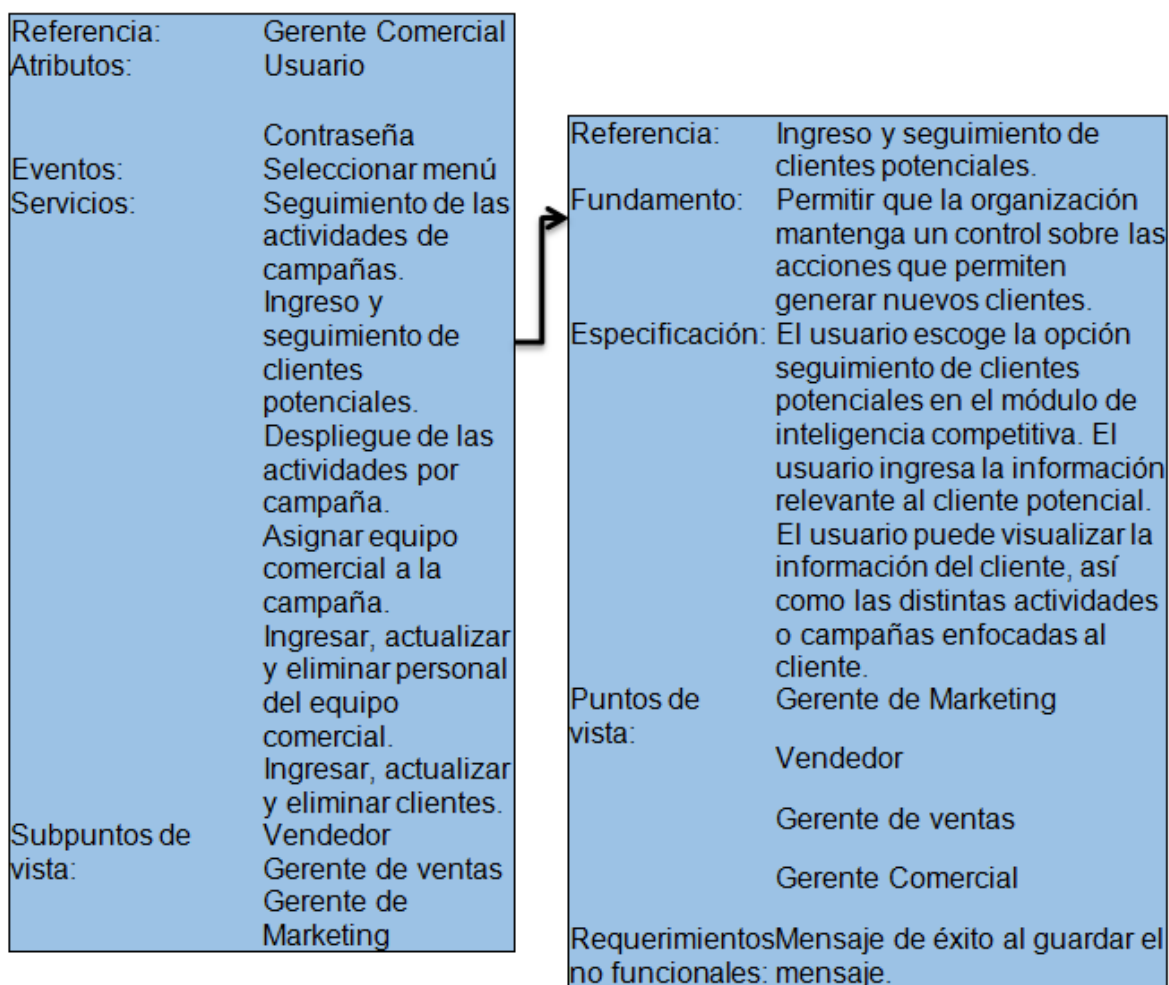 Referencia: Gerente Comercial
Atributos: Usuario
Contraseña
Eventos: Seleccionar menú
Servicios: Seguimiento de las
actividades de
campañas.
Ingreso y
seguimiento de
clientes
potenciales.
Despliegue de las
actividades por
campaña.
Asignar equipo
comercial a la
campaña.
Ingresar, actualizar
y eliminar personal
del equipo
comercial.
Ingresar, actualizar
y eliminar clientes.
Subpuntos de Vendedor
vista: Gerente de ventas
Gerente de
Marketing
Referencia: Ingreso y seguimiento de
clientes potenciales.
Fundamento: Permitir que la organización
mantenga un control sobre las
acciones que permiten
generar nuevos clientes.
Especificación: El usuario escoge la opción
seguimiento de clientes
potenciales en el módulo de
inteligencia competitiva. El
usuario ingresa la información
relevante al cliente potencial.
El usuario puede visualizar la
información del cliente, así
como las distintas actividades
o campañas enfocadas al
cliente.
Puntos de Gerente de Marketing
vista:
Vendedor
Gerente de ventas
Gerente Comercial
Requerimientos Mensaje de éxito al guardar el
no funcionales: mensaje.